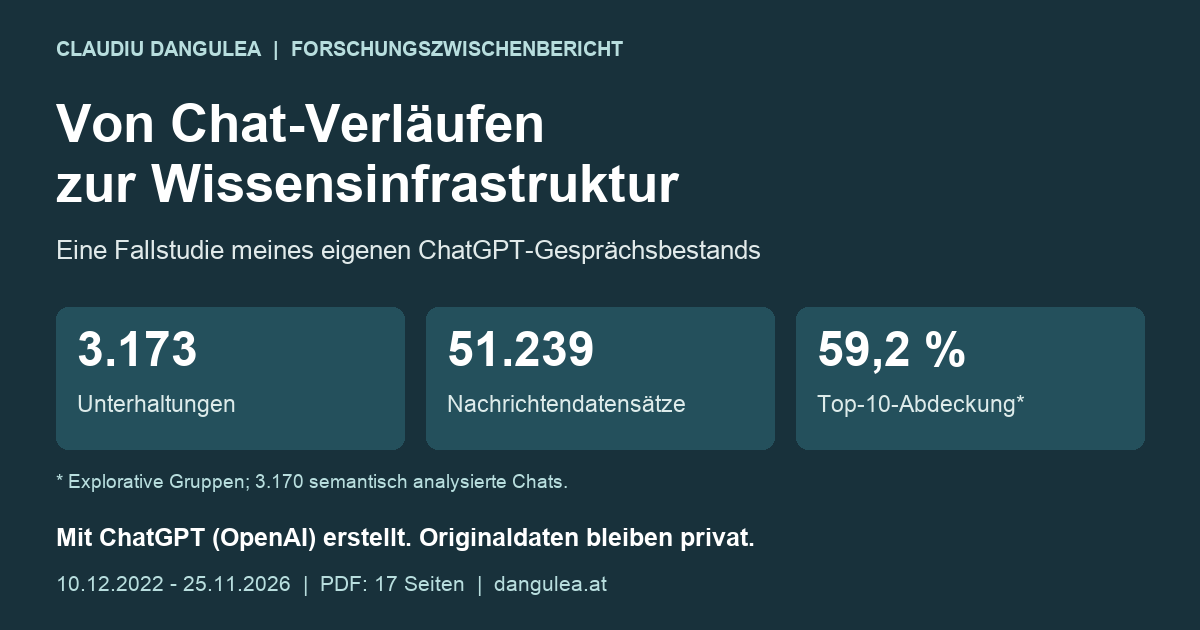 CLAUDIU DANGULEA | FORSCHUNGSZWISCHENBERICHT
Von Chat-Verläufen
zur Wissensinfrastruktur
Eine Fallstudie meines eigenen ChatGPT-Gesprächsbestands
3.173
Unterhaltungen
51.239
Nachrichtendatensätze
59,2 %
Top-10-Abdeckung*
* Explorative Gruppen; 3.170 semantisch analysierte Chats.
Mit ChatGPT (OpenAI) erstellt. Originaldaten bleiben privat.
10.12.2022 - 25.11.2026 | PDF: 17 Seiten | dangulea.at